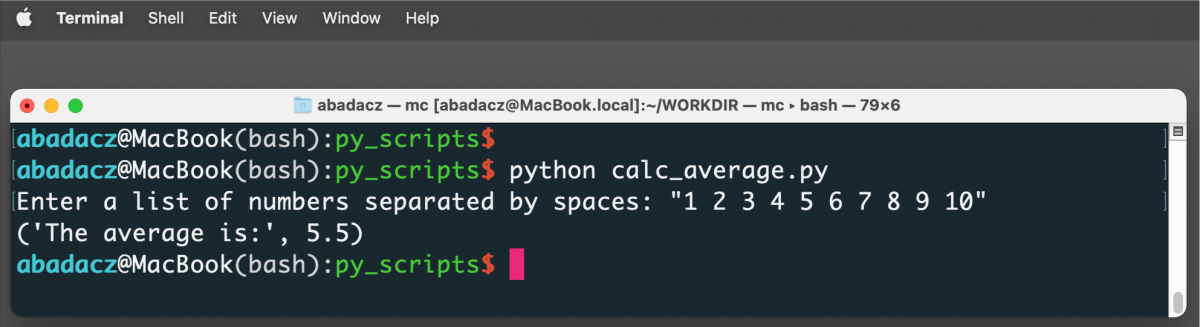 Terminal Shell Edit View Window Help
abadacz — mc [abadacz@MacBook.local]:~/WORKDIR — mc ▸ bash — 79×6
[abadacz@MacBook(bash):py_scripts$ ]
[abadacz@MacBook(bash):py_scripts$ python calc_average.py ]
[Enter a list of numbers separated by spaces: "1 2 3 4 5 6 7 8 9 10" ]
('The average is:', 5.5)
abadacz@MacBook(bash):py_scripts$